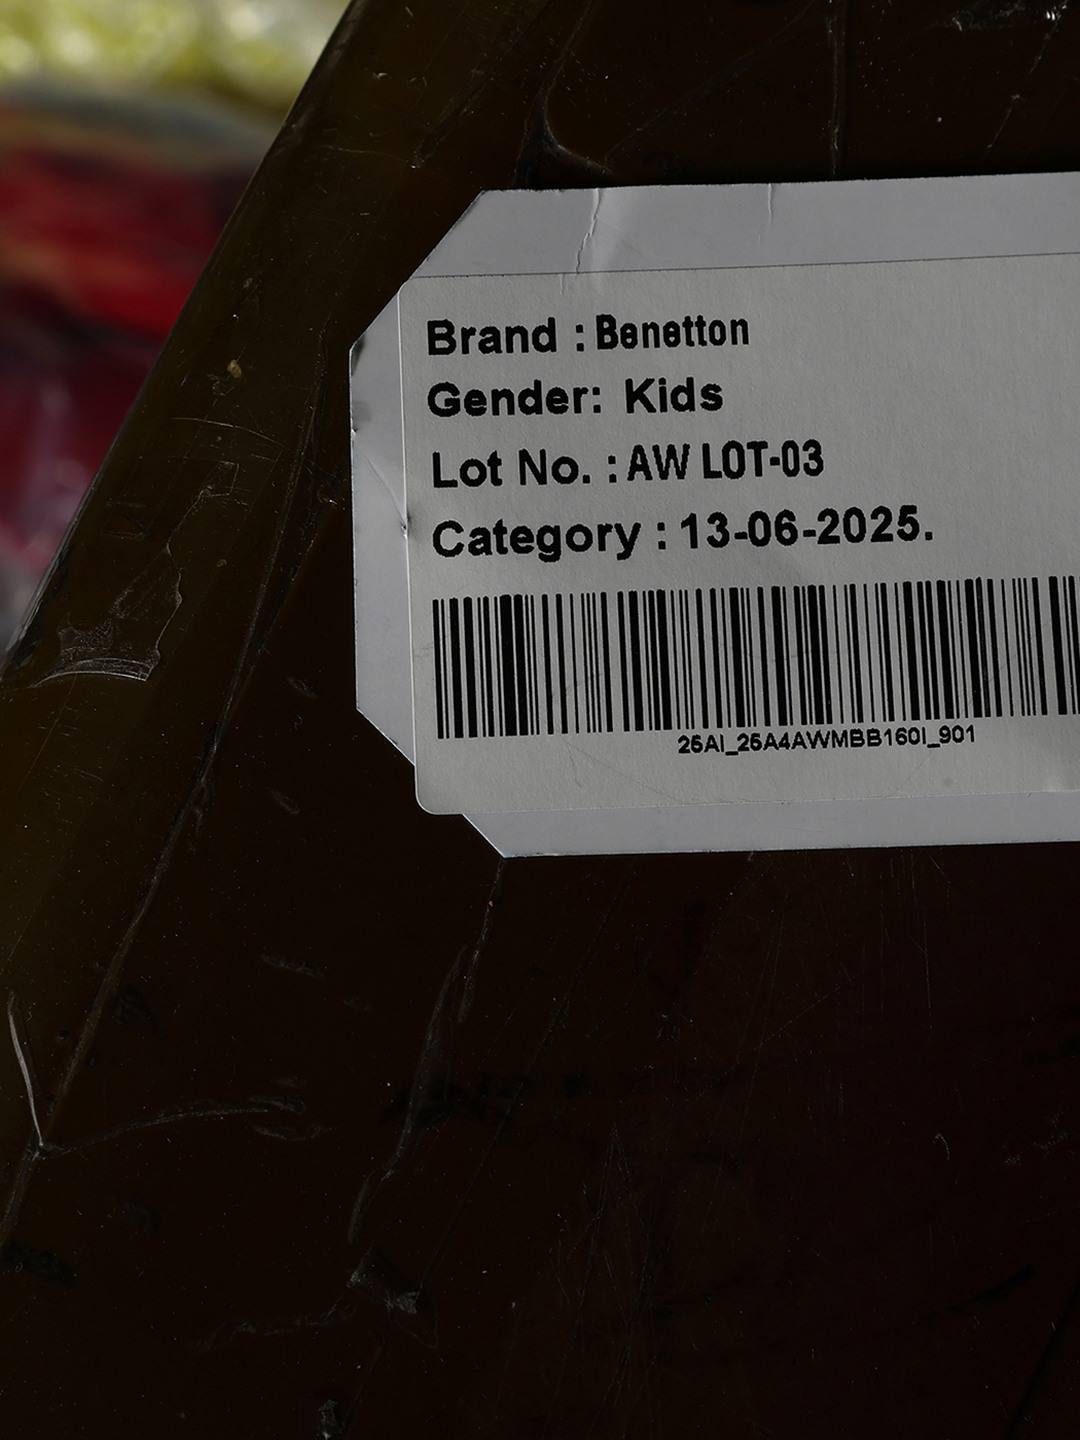 Brand : Benetton
Gender: Kids
Lot No. : AW LOT-03
Category : 13-06-2025.
25AI_25A4AWMBB160I_901